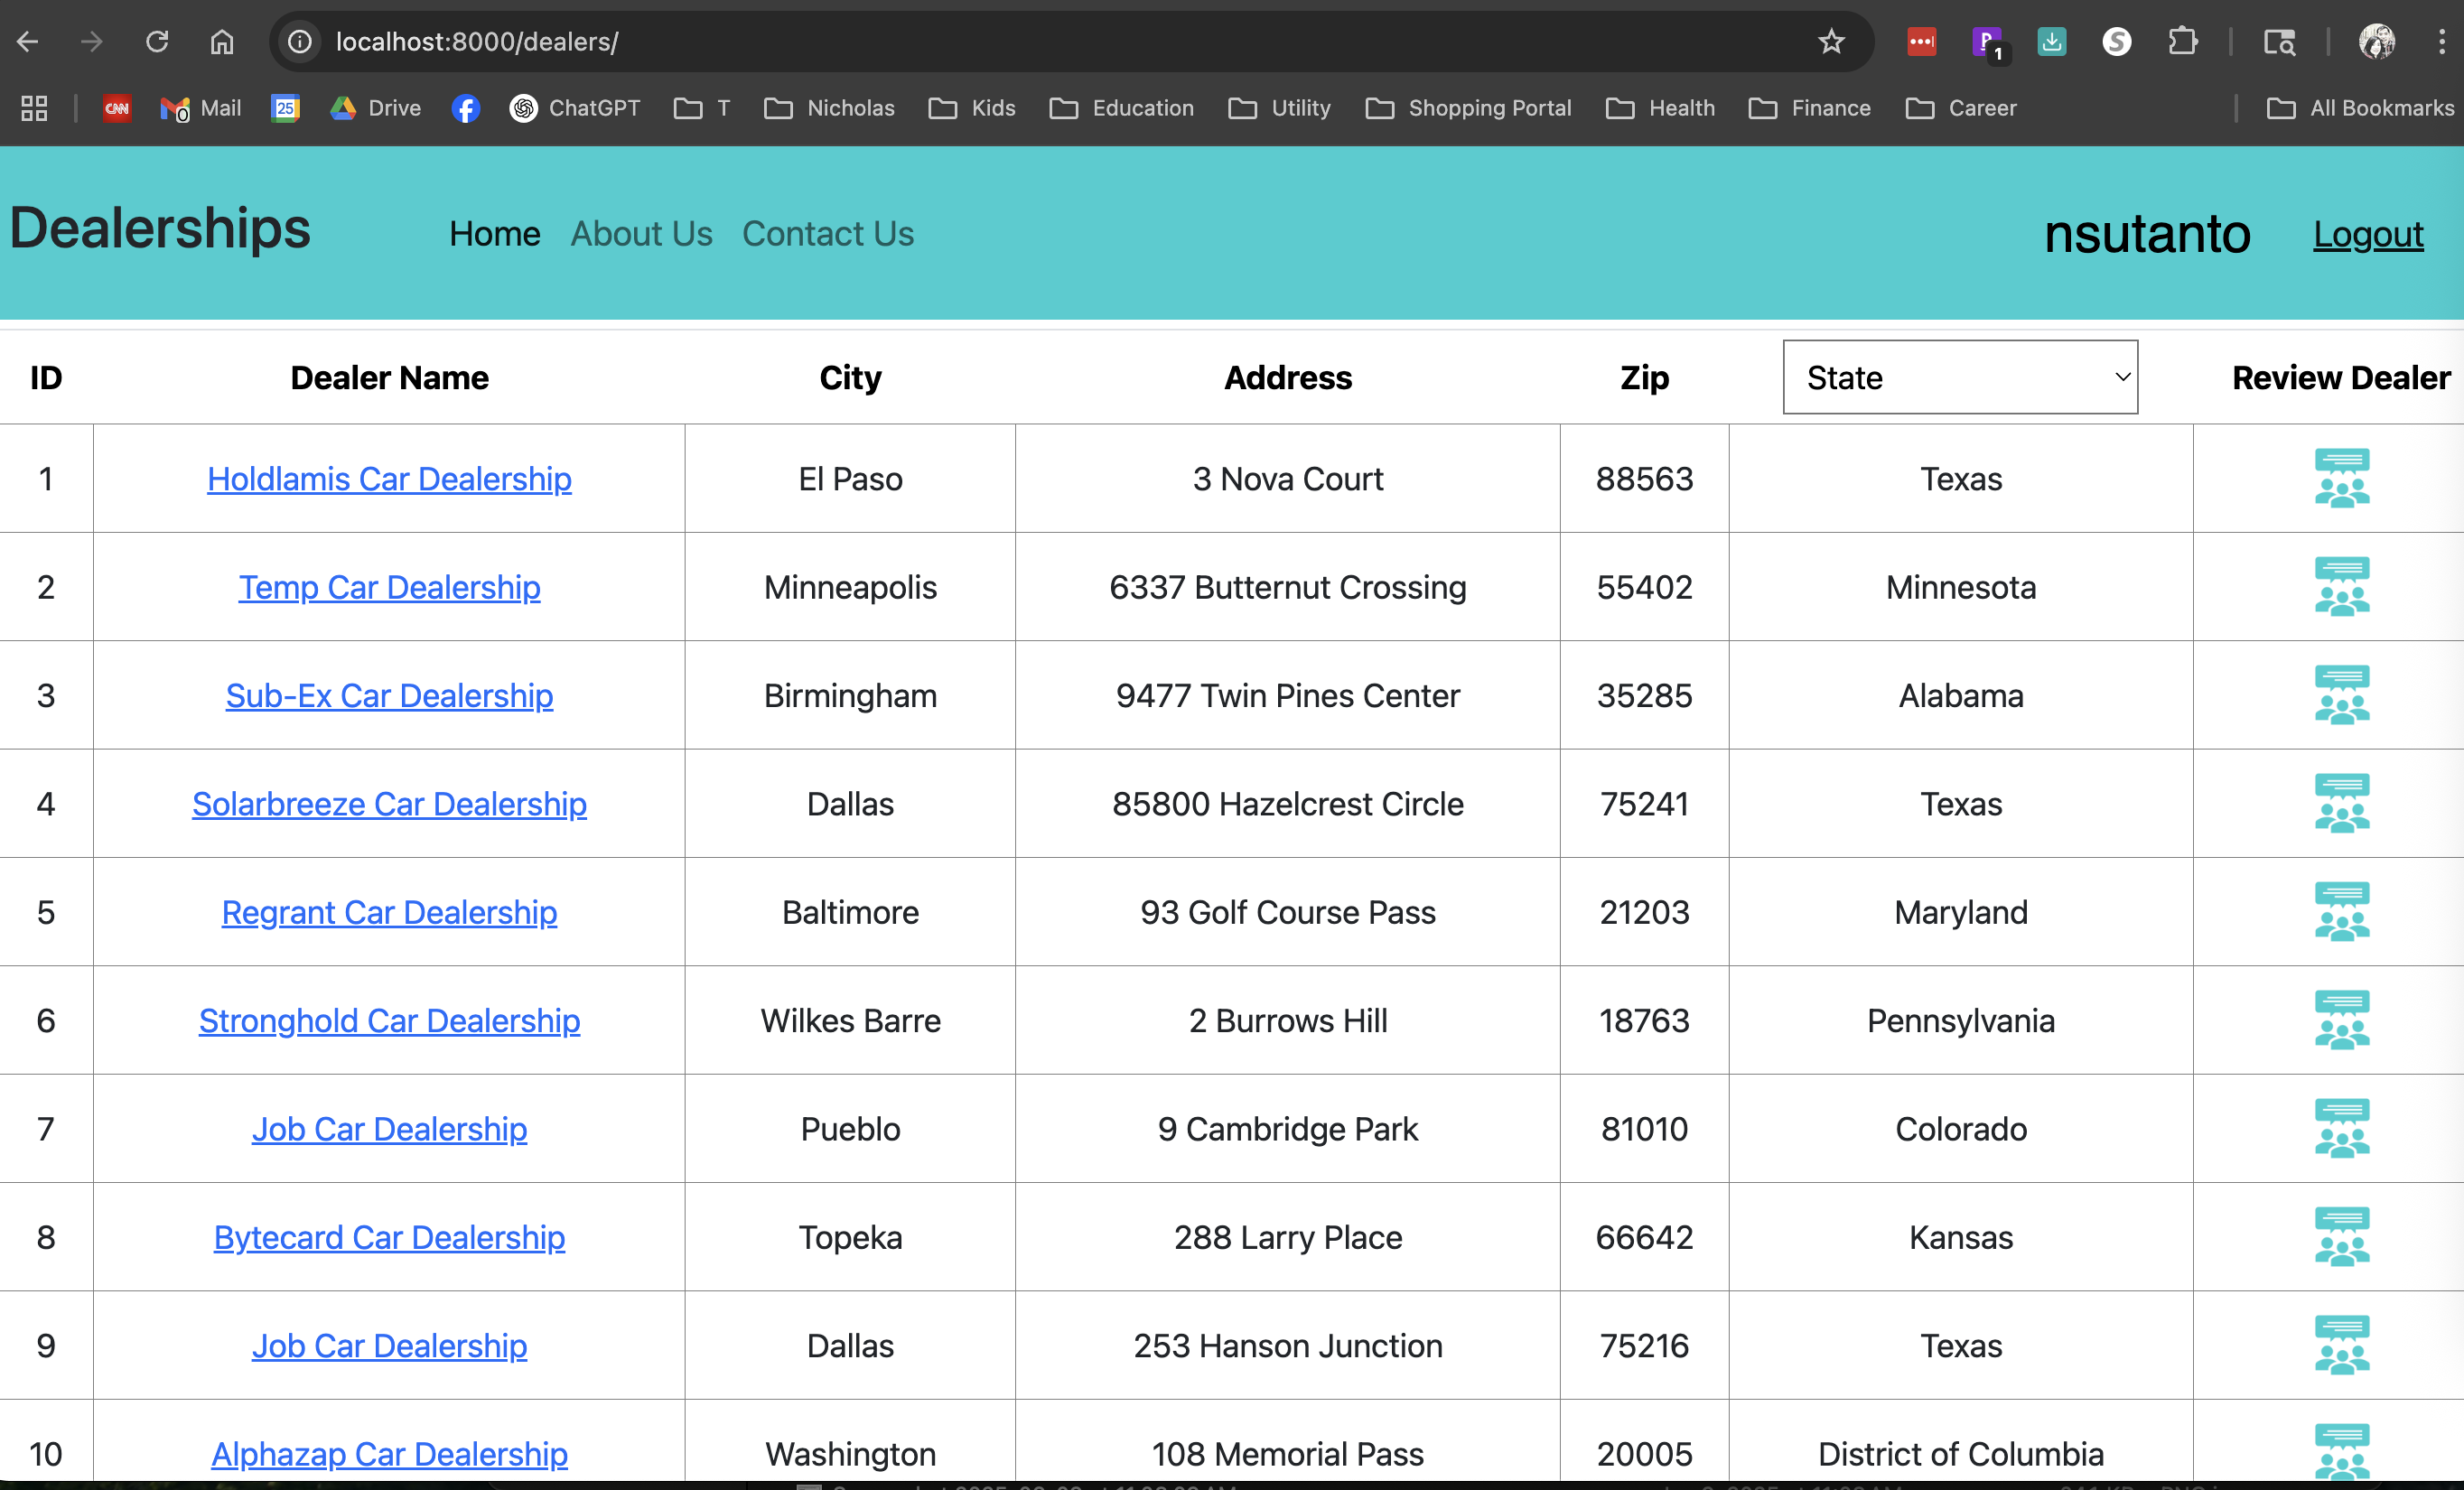 localhost:8000/dealers/
1
CNN Mail 25 Drive ChatGPT T Nicholas Kids Education Utility Shopping Portal Health Finance Career All Bookmarks
Dealerships Home About Us Contact Us nsutanto Logout
ID Dealer Name City Address Zip State Review Dealer
1 Holdlamis Car Dealership El Paso 3 Nova Court 88563 Texas
2 Temp Car Dealership Minneapolis 6337 Butternut Crossing 55402 Minnesota
3 Sub-Ex Car Dealership Birmingham 9477 Twin Pines Center 35285 Alabama
4 Solarbreeze Car Dealership Dallas 85800 Hazelcrest Circle 75241 Texas
5 Regrant Car Dealership Baltimore 93 Golf Course Pass 21203 Maryland
6 Stronghold Car Dealership Wilkes Barre 2 Burrows Hill 18763 Pennsylvania
7 Job Car Dealership Pueblo 9 Cambridge Park 81010 Colorado
8 Bytecard Car Dealership Topeka 288 Larry Place 66642 Kansas
9 Job Car Dealership Dallas 253 Hanson Junction 75216 Texas
10 Alphazap Car Dealership Washington 108 Memorial Pass 20005 District of Columbia